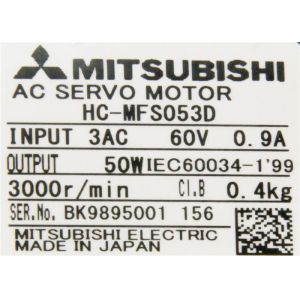 MITSUBISHI
AC SERVO MOTOR
HC-MFS053D
INPUT 3AC 60V 0.9A
OUTPUT 50W IEC60034-1'99
3000r/min Cl.B 0.4kg
SER.No. BK9895001 156
MITSUBISHI ELECTRIC
MADE IN JAPAN